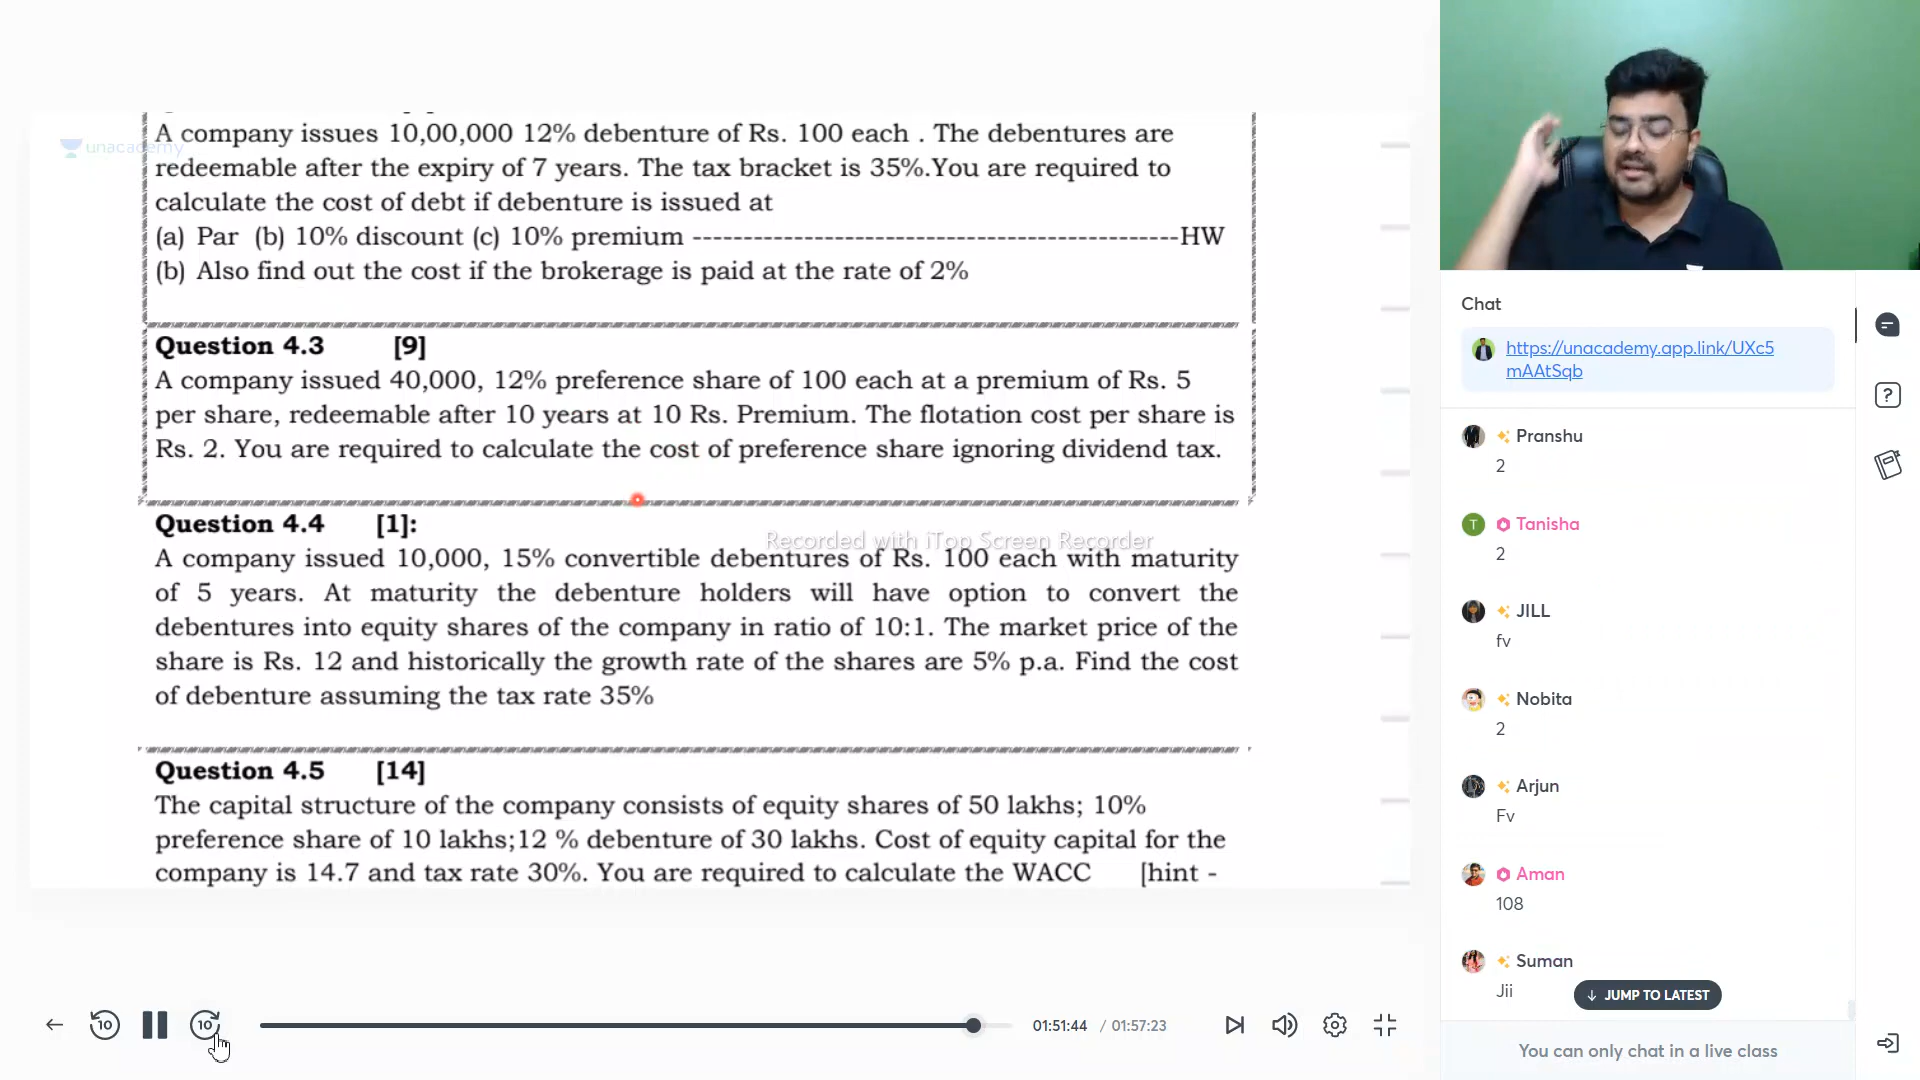 unacademy
A company issues 10,00,000 12% debenture of Rs. 100 each . The debentures are
redeemable after the expiry of 7 years. The tax bracket is 35%.You are required to
calculate the cost of debt if debenture is issued at
(a) Par (b) 10% discount (c) 10% premium -----------------------------------------------HW
(b) Also find out the cost if the brokerage is paid at the rate of 2%
Question 4.3 [9]
A company issued 40,000, 12% preference share of 100 each at a premium of Rs. 5
per share, redeemable after 10 years at 10 Rs. Premium. The flotation cost per share is
Rs. 2. You are required to calculate the cost of preference share ignoring dividend tax.
Question 4.4 [1]:
Recorded with iTop Screen Recorder
A company issued 10,000, 15% convertible debentures of Rs. 100 each with maturity
of 5 years. At maturity the debenture holders will have option to convert the
debentures into equity shares of the company in ratio of 10:1. The market price of the
share is Rs. 12 and historically the growth rate of the shares are 5% p.a. Find the cost
of debenture assuming the tax rate 35%
Question 4.5 [14]
The capital structure of the company consists of equity shares of 50 lakhs; 10%
preference share of 10 lakhs;12 % debenture of 30 lakhs. Cost of equity capital for the
company is 14.7 and tax rate 30%. You are required to calculate the WACC [hint -
10
10
01:51:44 / 01:57:23
Chat
https://unacademy.app.link/UXc5
mAAtSqb
Pranshu
2
T Tanisha
2
JILL
fv
Nobita
2
Arjun
Fv
Aman
108
Suman
Jii
JUMP TO LATEST
You can only chat in a live class